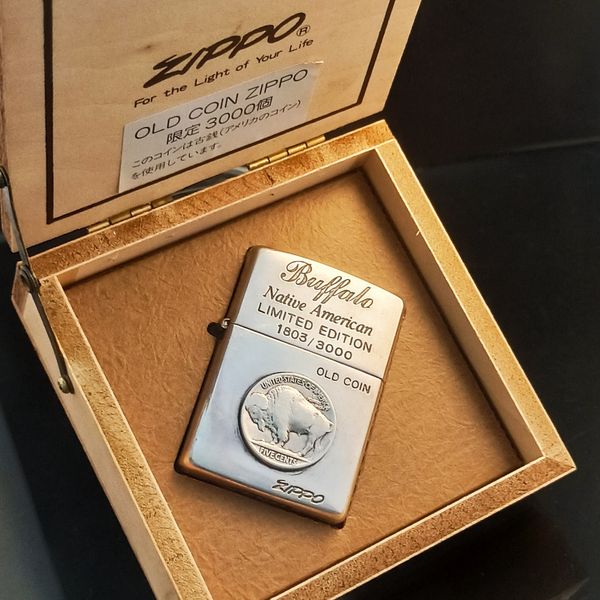 ZIPPO®
For the Light of Your Life
OLD COIN ZIPPO
限定3000個
このコインは古銭(アメリカのコイン)
を使用しています。
Buffalo
Native American
LIMITED EDITION
1803/3000
OLD COIN
UNITED STATES OF AMERICA
FIVE CENTS
ZIPPO